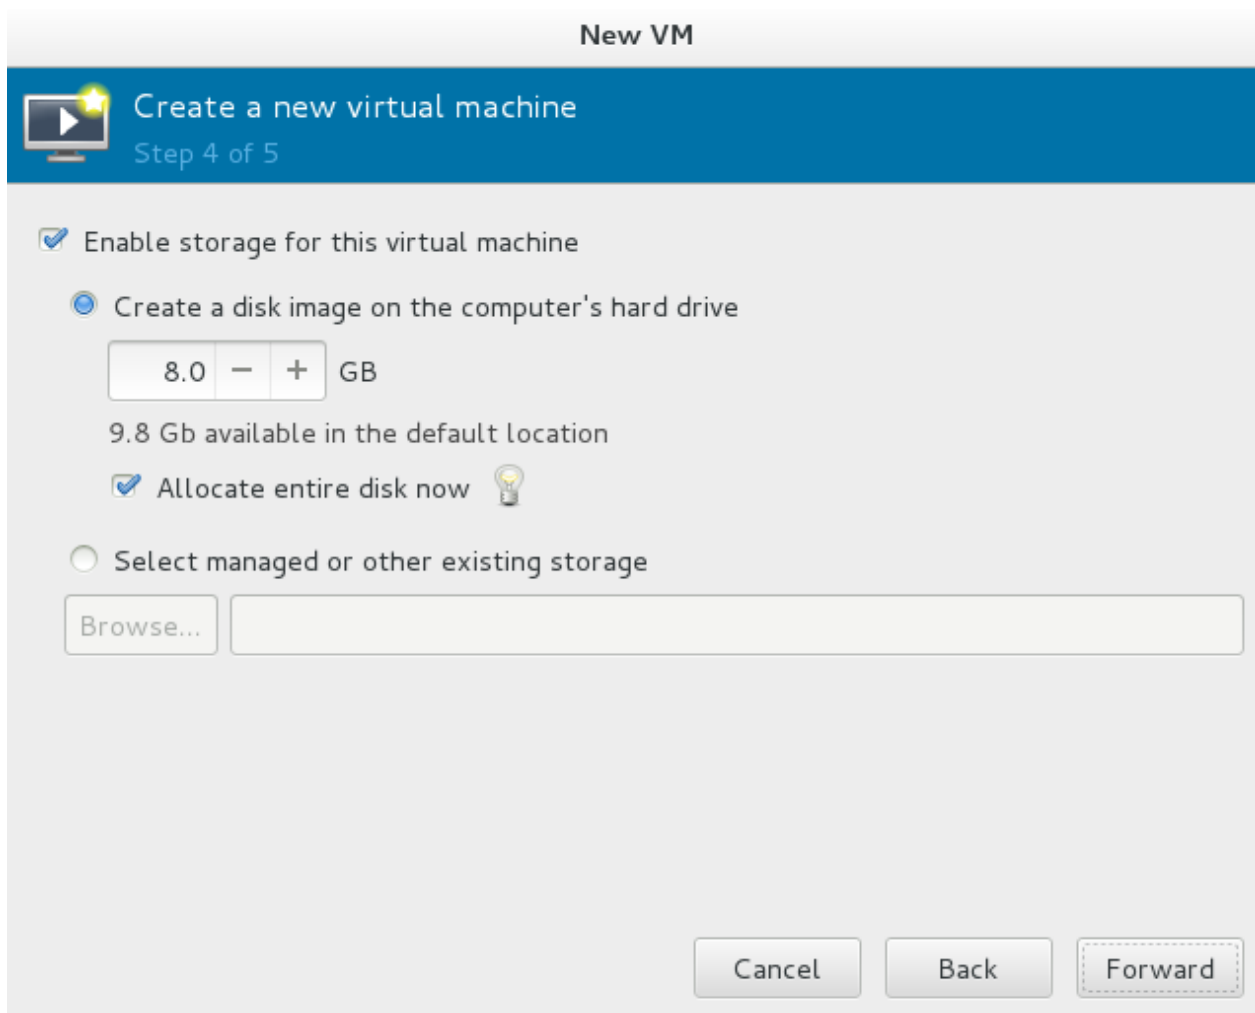 New VM
Create a new virtual machine
Step 4 of 5
Enable storage for this virtual machine
Create a disk image on the computer's hard drive
8.0 − + GB
9.8 Gb available in the default location
Allocate entire disk now
Select managed or other existing storage
Browse...
Cancel Back Forward